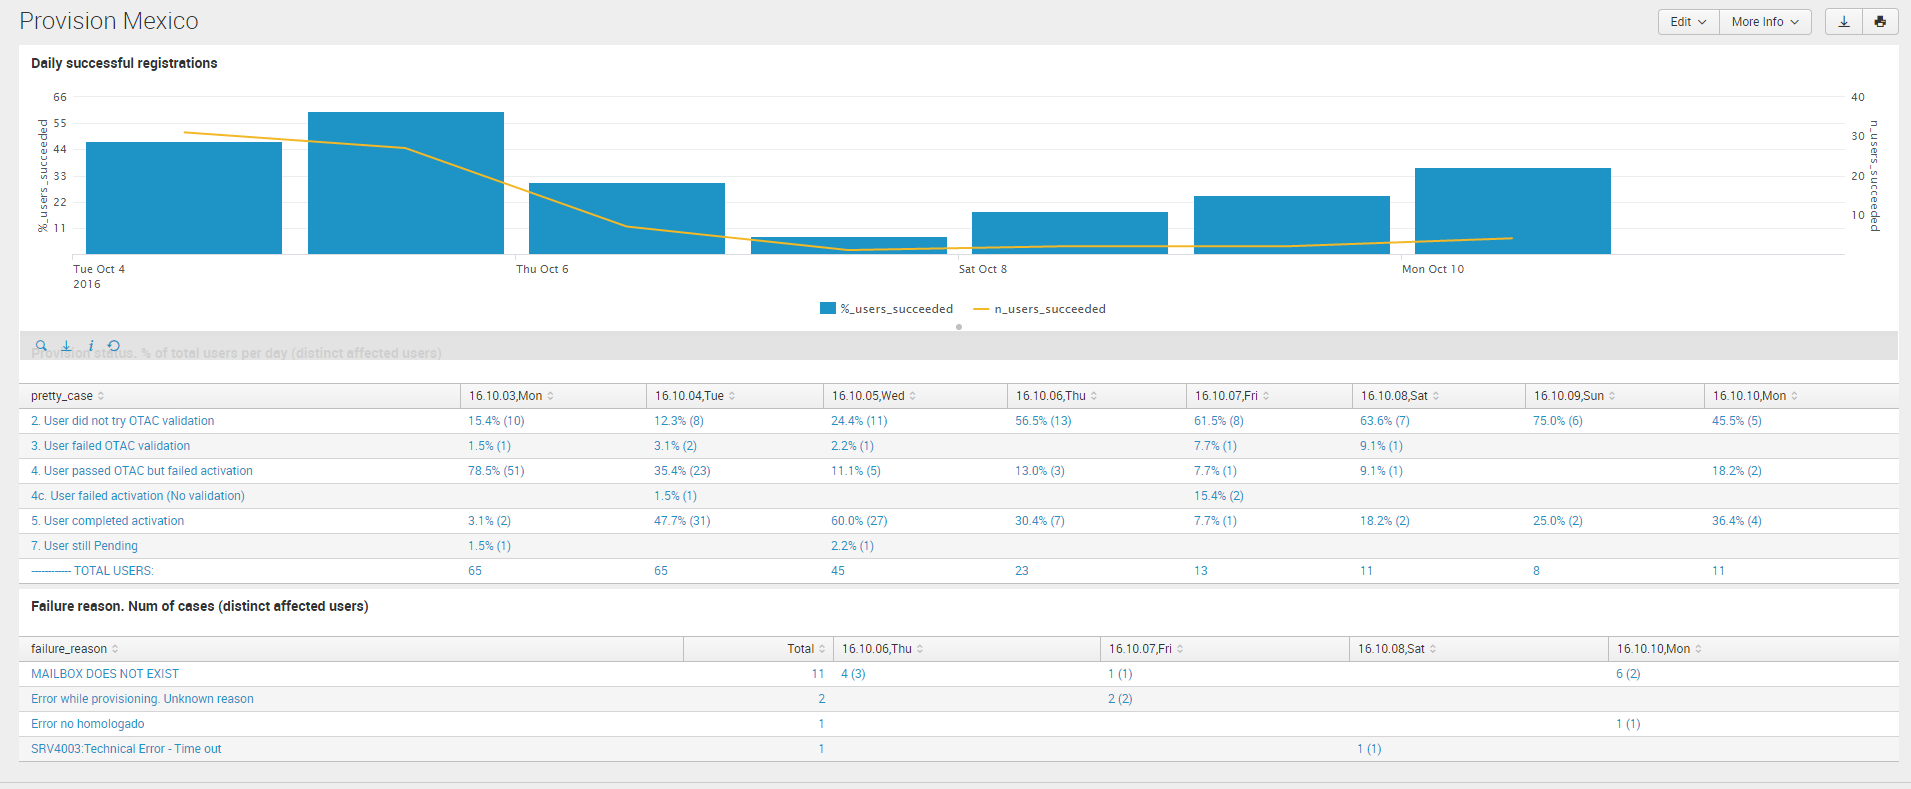 Provision Mexico
Edit More Info
Daily successful registrations
66 40
55 30
44 20
33 10
22
11
%_users_succeeded
n_users_succeeded
Tue Oct 4 Thu Oct 6 Sat Oct 8 Mon Oct 10
2016
%_users_succeeded n_users_succeeded
Provision status. % of total users per day (distinct affected users)
pretty_case 16.10.03,Mon 16.10.04,Tue 16.10.05,Wed 16.10.06,Thu 16.10.07,Fri 16.10.08,Sat 16.10.09,Sun 16.10.10,Mon
2. User did not try OTAC validation 15.4% (10) 12.3% (8) 24.4% (11) 56.5% (13) 61.5% (8) 63.6% (7) 75.0% (6) 45.5% (5)
3. User failed OTAC validation 1.5% (1) 3.1% (2) 2.2% (1) 7.7% (1) 9.1% (1)
4. User passed OTAC but failed activation 78.5% (51) 35.4% (23) 11.1% (5) 13.0% (3) 7.7% (1) 9.1% (1) 18.2% (2)
4c. User failed activation (No validation) 1.5% (1) 15.4% (2)
5. User completed activation 3.1% (2) 47.7% (31) 60.0% (27) 30.4% (7) 7.7% (1) 18.2% (2) 25.0% (2) 36.4% (4)
7. User still Pending 1.5% (1) 2.2% (1)
------------ TOTAL USERS: 65 65 45 23 13 11 8 11
Failure reason. Num of cases (distinct affected users)
failure_reason Total 16.10.06,Thu 16.10.07,Fri 16.10.08,Sat 16.10.10,Mon
MAILBOX DOES NOT EXIST 11 4 (3) 1 (1) 6 (2)
Error while provisioning. Unknown reason 2 2 (2)
Error no homologado 1 1 (1)
SRV4003:Technical Error - Time out 1 1 (1)